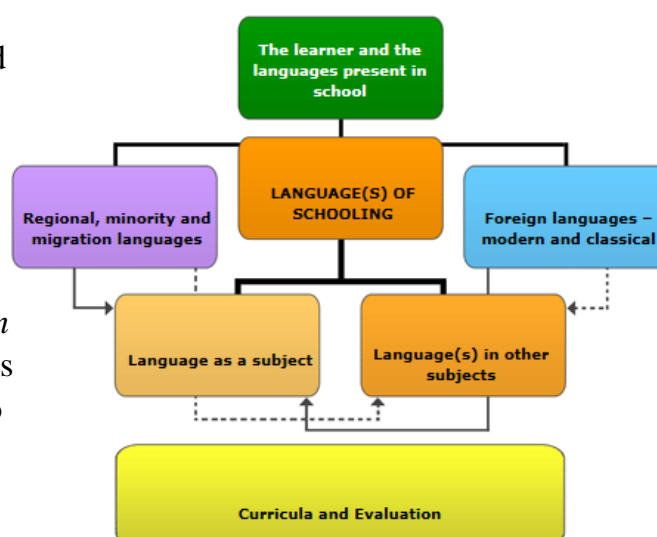 The learner and the
languages present in
school
LANGUAGE(S) OF
SCHOOLING
Regional, minority and
migration languages
Foreign languages –
modern and classical
Language as a subject
Language(s) in other
subjects
Curricula and Evaluation